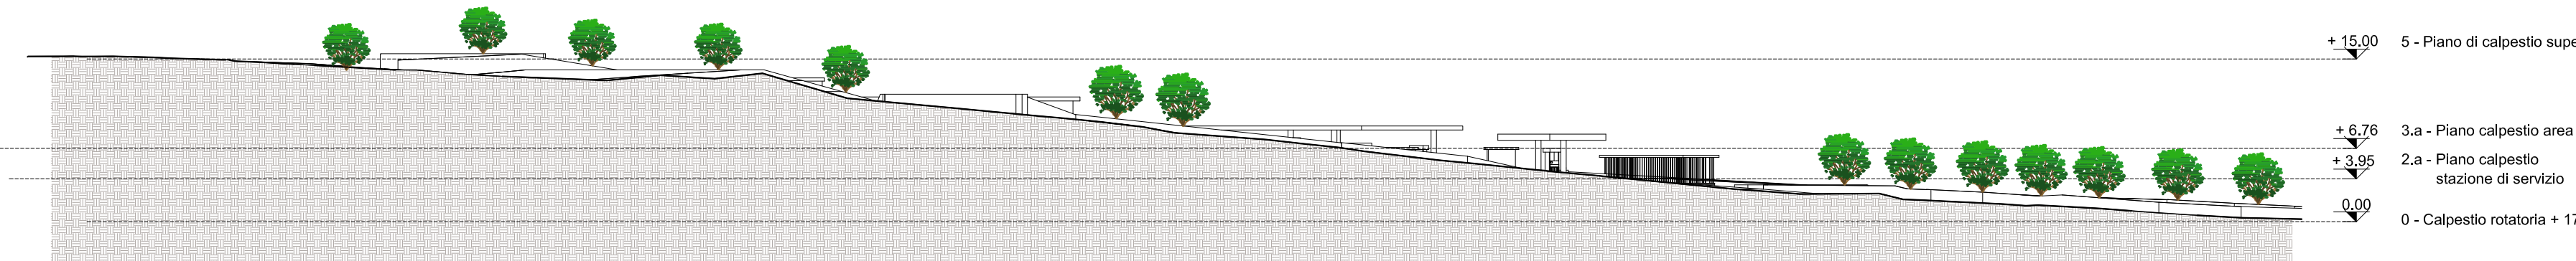 + 15.00 5 - Piano di calpestio supe
+ 6.76 3.a - Piano calpestio area
+ 3.95 2.a - Piano calpestio
stazione di servizio
0.00
0 - Calpestio rotatoria + 17